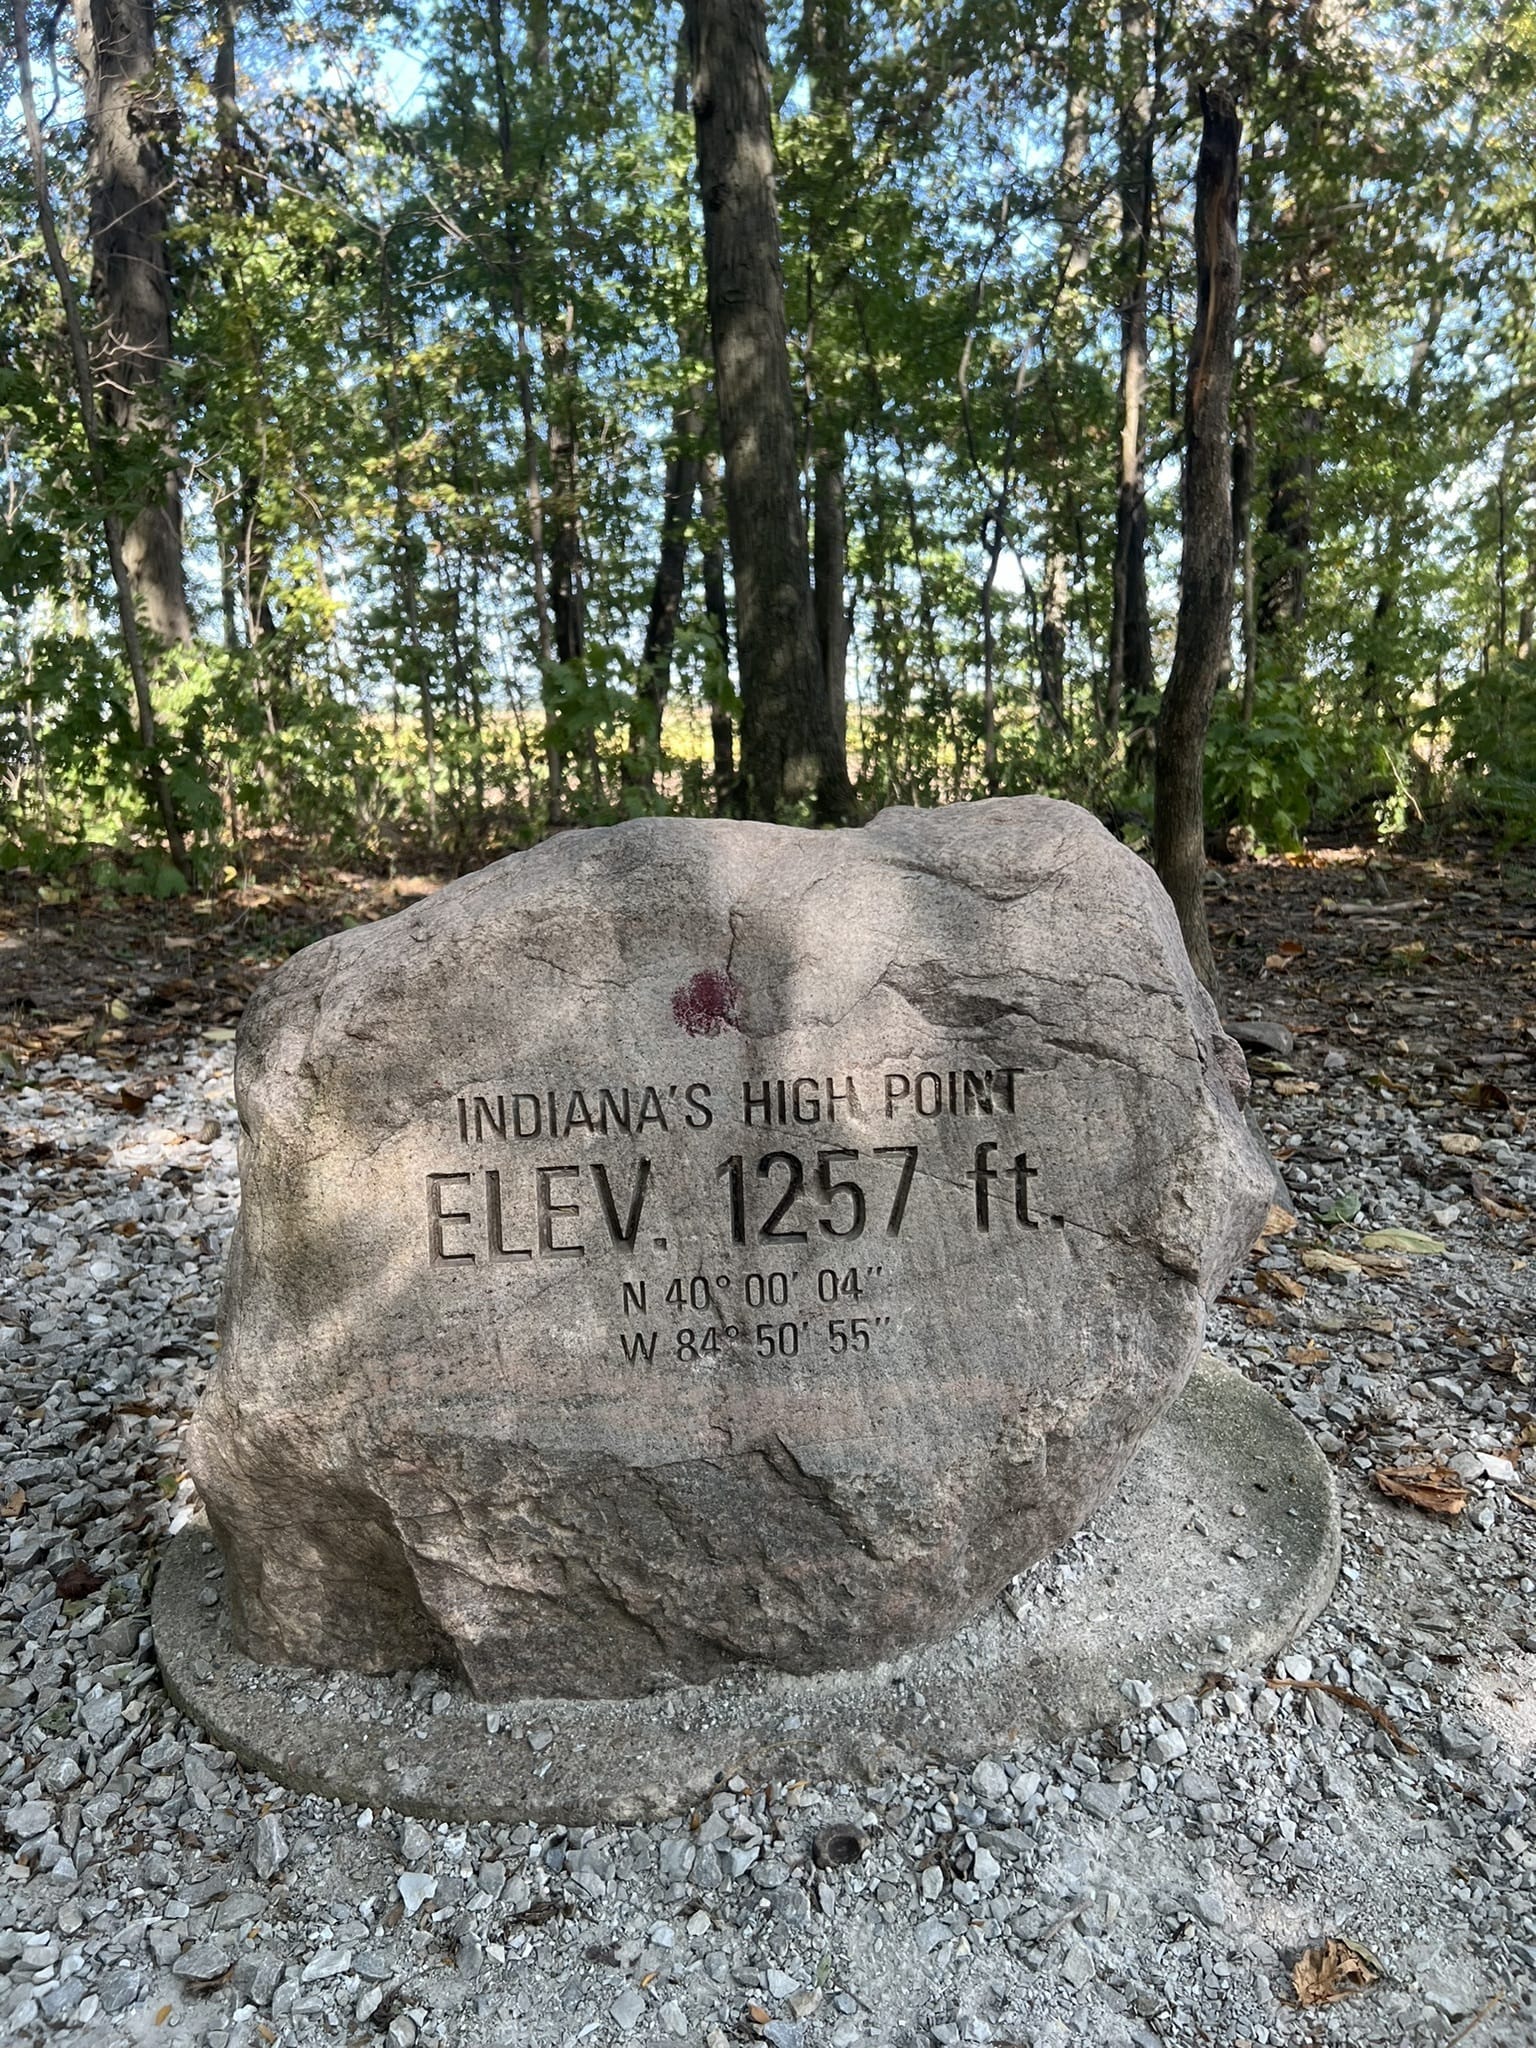 INDIANA'S HIGH POINT
ELEV. 1257 ft.
N 40° 00' 04"
W 84° 50' 55"